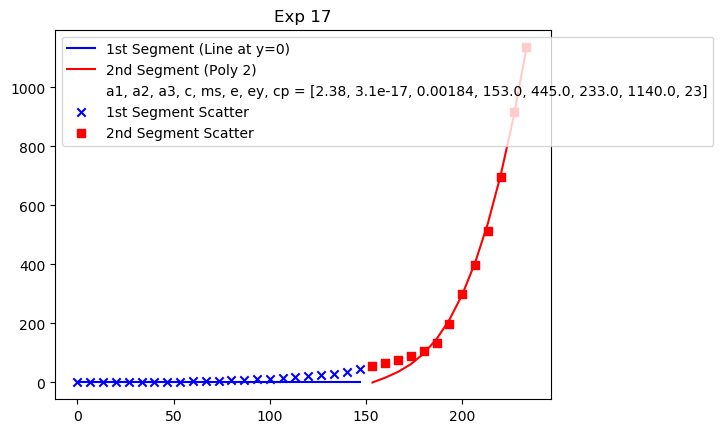 Exp 17
1st Segment (Line at y=0)
2nd Segment (Poly 2)
a1, a2, a3, c, ms, e, ey, cp = [2.38, 3.1e-17, 0.00184, 153.0, 445.0, 233.0, 1140.0, 23]
1st Segment Scatter
2nd Segment Scatter
1000
800
600
400
200
0
0 50 100 150 200